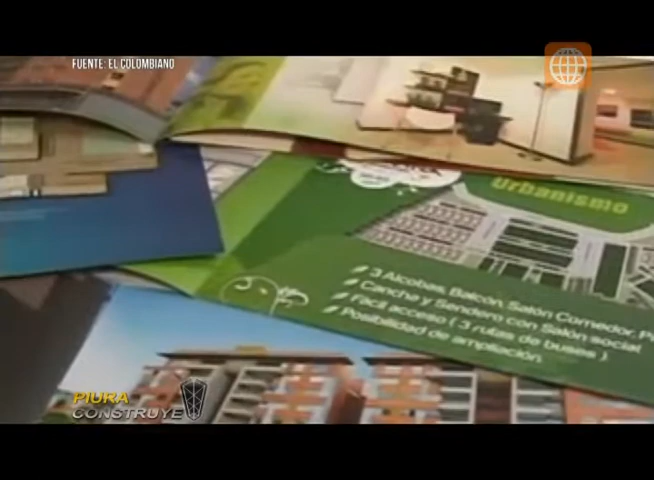 FUENTE: EL COLOMBIANO
Urbanismo
3 Alcobas, Balcón, Salón Comedor, P
Cancha y Sendero con Salón social
Fácil acceso ( 3 rutas de buses )
Posibilidad de ampliación
PIURA
CONSTRUYE